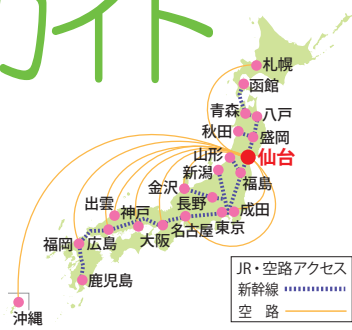 ガイト
札幌
函館
青森
八戸
秋田
盛岡
山形
仙台
新潟
金沢
福島
出雲
神戸
長野
成田
福岡
広島
大阪
名古屋
東京
鹿児島
沖縄
JR・空路アクセス
新幹線
空 路